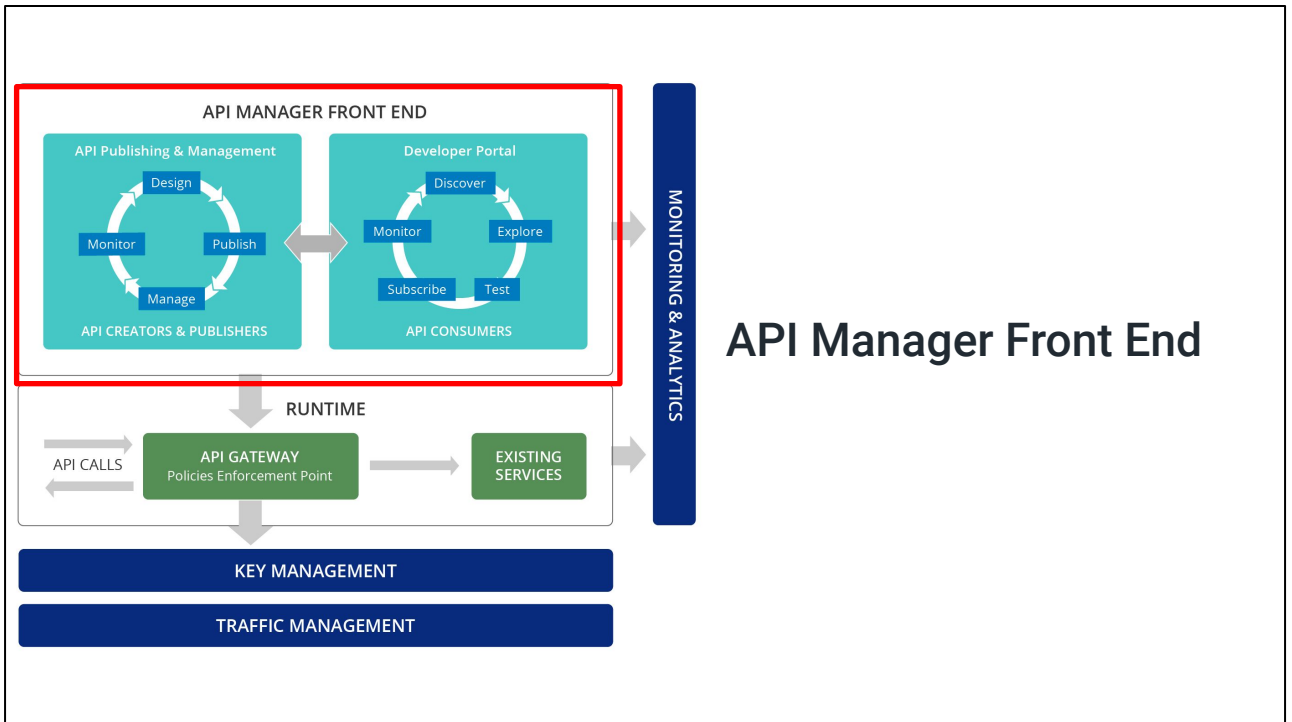 API MANAGER FRONT END
API Publishing & Management
Design
Monitor
Publish
Manage
API CREATORS & PUBLISHERS
Developer Portal
Discover
Monitor
Explore
Subscribe
Test
API CONSUMERS
RUNTIME
API CALLS
API GATEWAY
Policies Enforcement Point
EXISTING
SERVICES
KEY MANAGEMENT
TRAFFIC MANAGEMENT
MONITORING & ANALYTICS
API Manager Front End